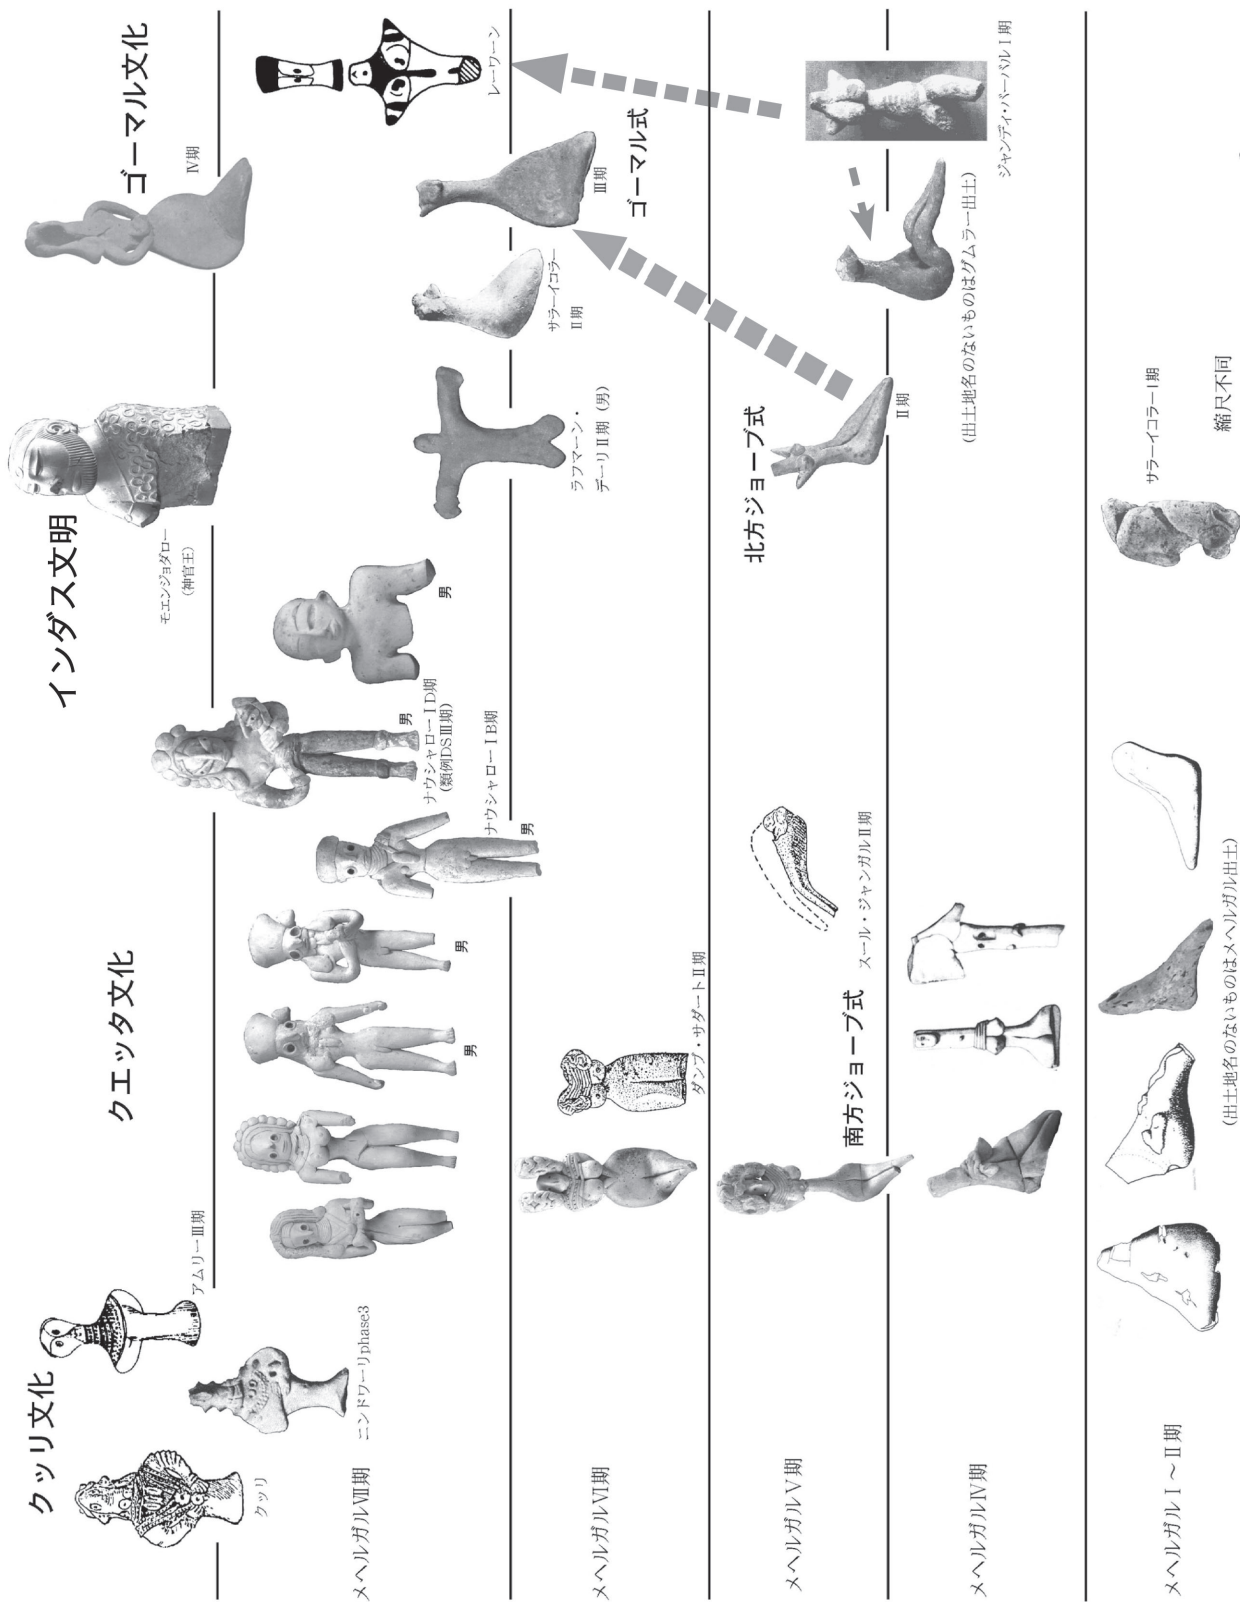 クッリ文化
クエッタ文化
インダス文明
ゴーマル文化
アムリーⅢ期
モエンジョダロー
(神官王)
Ⅳ期
クッリ
ニンドワーリphase3
メヘルガルⅦ期
男
男
男
ナウシャローⅠB期
男
ナウシャローⅠD期
(類例DSⅢ期)
男
ラフマーン・
デーリⅡ期 (男)
サラーイコラー
Ⅱ期
Ⅲ期
ゴーマル式
レーワーン
メヘルガルⅥ期
ダンブ・サダートⅡ期
メヘルガルⅤ期
南方ジョーブ式
スール・ジャンガルⅡ期
北方ジョーブ式
Ⅱ期
(出土地名のないものはグムラー出土)
ジャンディ・バーバルⅠ期
メヘルガルⅣ期
メヘルガルⅠ～Ⅱ期
(出土地名のないものはメヘルガル出土)
サラーイコラーⅠ期
縮尺不同